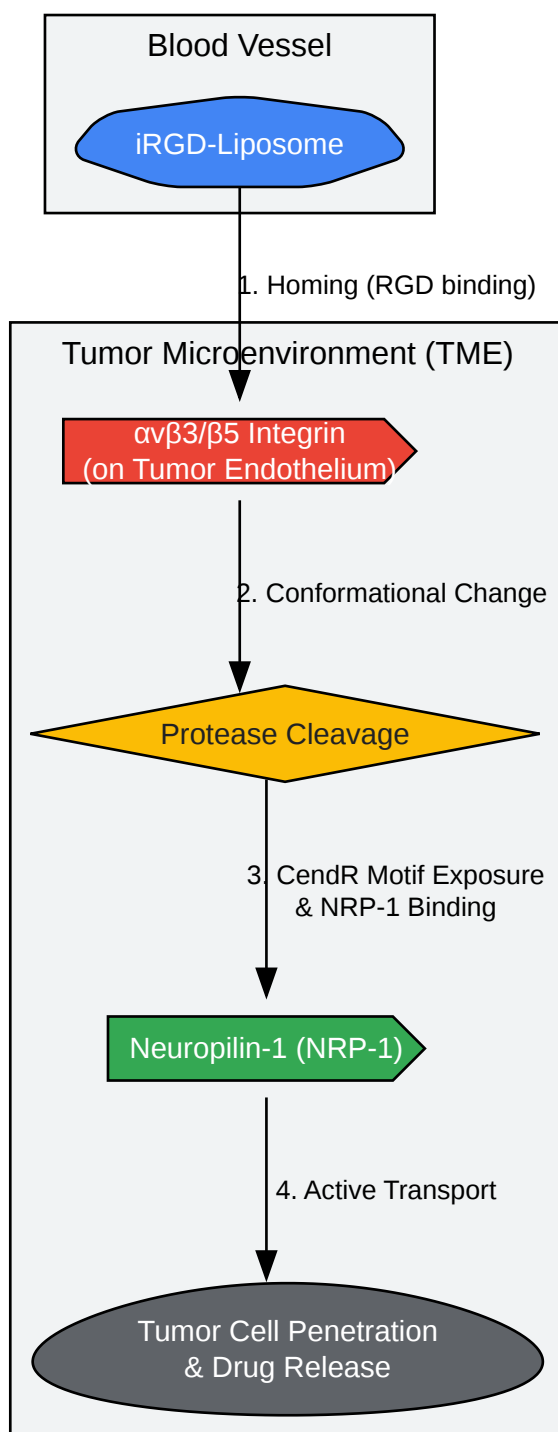 Blood Vessel
iRGD-Liposome
1. Homing (RGD binding)
Tumor Microenvironment (TME)
αvβ3/β5 Integrin
(on Tumor Endothelium)
2. Conformational Change
Protease Cleavage
3. CendR Motif Exposure
& NRP-1 Binding
Neuropilin-1 (NRP-1)
4. Active Transport
Tumor Cell Penetration
& Drug Release